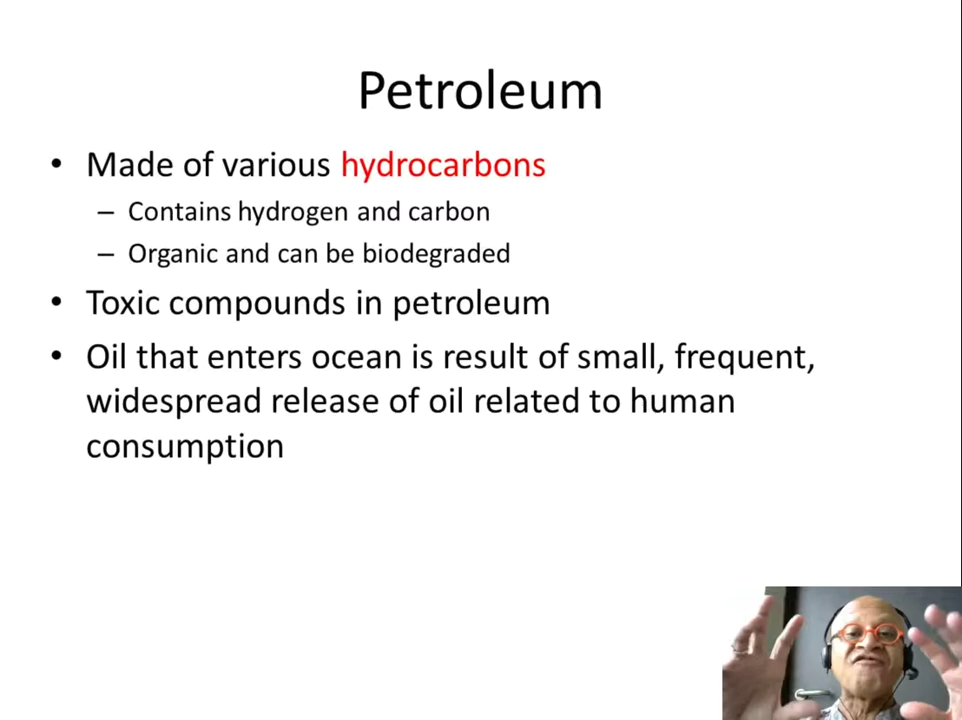 Petroleum
• Made of various hydrocarbons
– Contains hydrogen and carbon
– Organic and can be biodegraded
• Toxic compounds in petroleum
• Oil that enters ocean is result of small, frequent,
widespread release of oil related to human
consumption